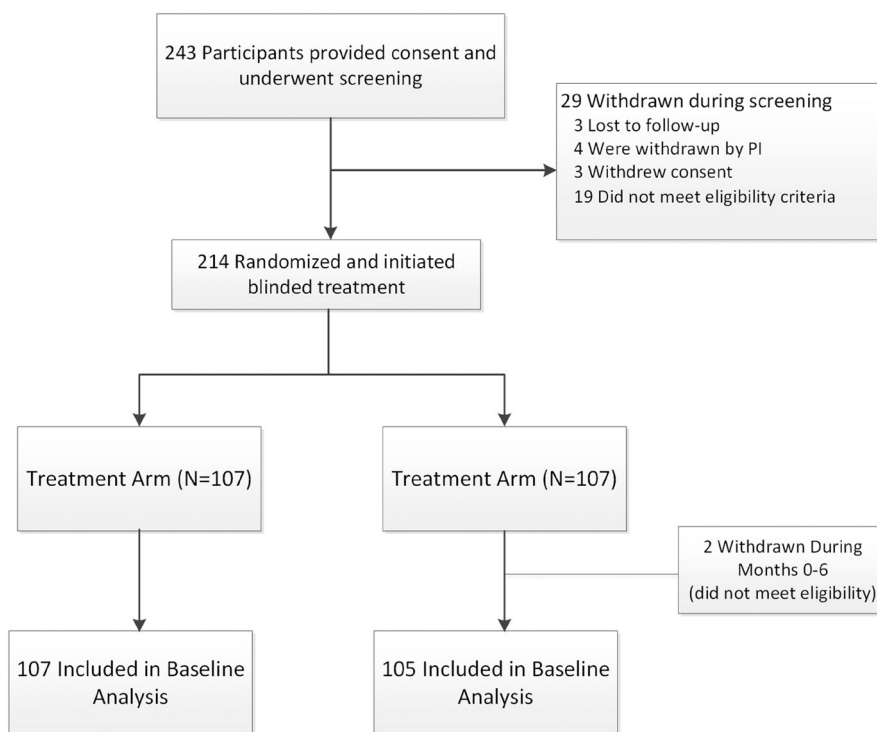 243 Participants provided consent and
underwent screening
29 Withdrawn during screening
3 Lost to follow-up
4 Were withdrawn by PI
3 Withdrew consent
19 Did not meet eligibility criteria
214 Randomized and initiated
blinded treatment
Treatment Arm (N=107)
Treatment Arm (N=107)
2 Withdrawn During
Months 0-6
(did not meet eligibility)
107 Included in Baseline
Analysis
105 Included in Baseline
Analysis